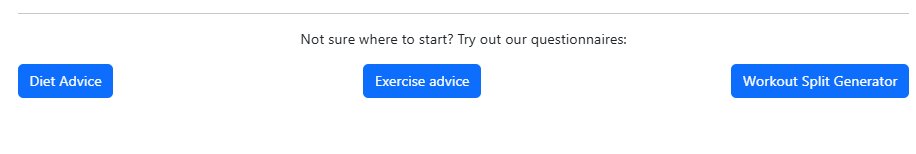 Not sure where to start? Try out our questionnaires:
Diet Advice Exercise advice Workout Split Generator